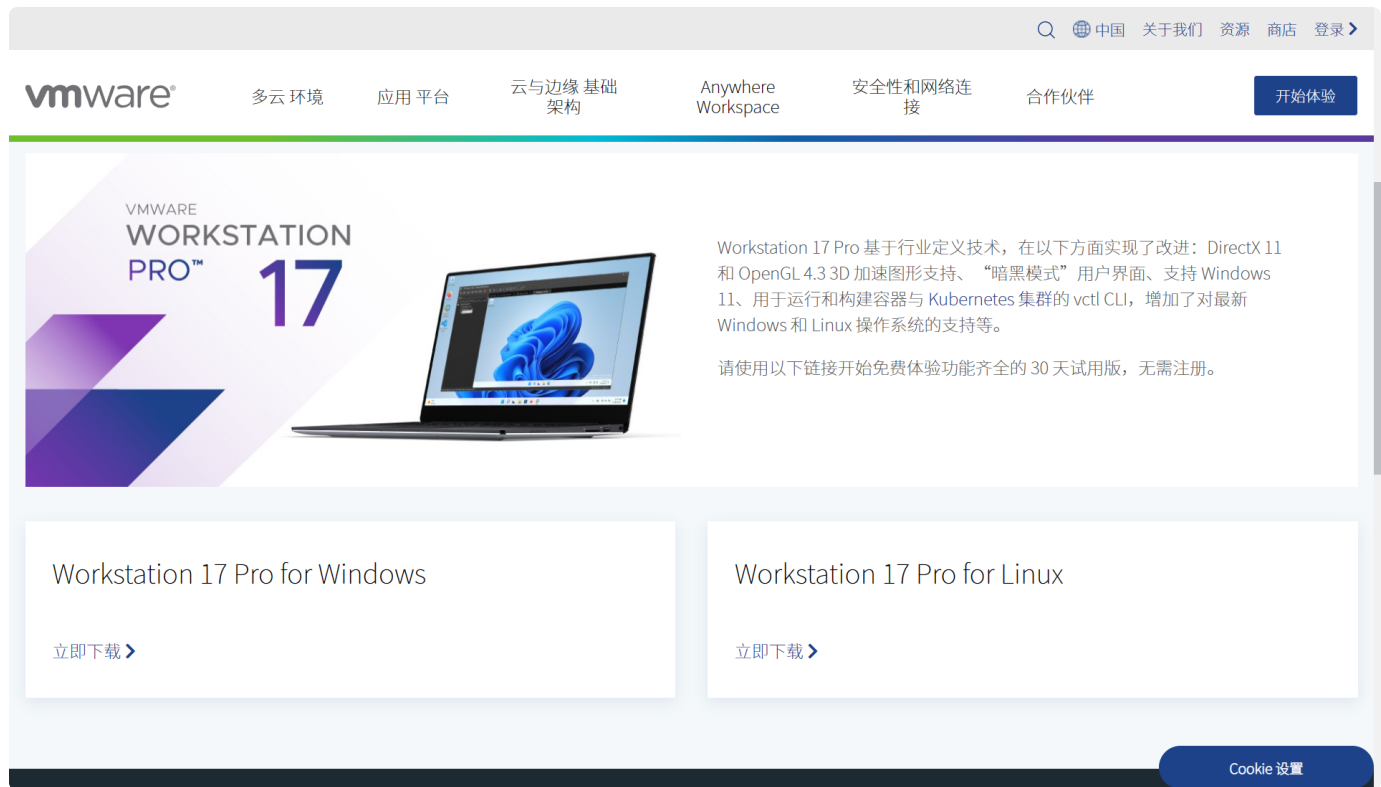 中国 关于我们 资源 商店 登录
vmware®
多云 环境
应用 平台
云与边缘 基础
架构
Anywhere
Workspace
安全性和网络连
接
合作伙伴
开始体验
VMWARE
WORKSTATION
PRO™ 17
Workstation 17 Pro 基于行业定义技术，在以下方面实现了改进：DirectX 11
和 OpenGL 4.3 3D 加速图形支持、“暗黑模式”用户界面、支持 Windows
11、用于运行和构建容器与 Kubernetes 集群的 vctl CLI，增加了对最新
Windows 和 Linux 操作系统的支持等。
请使用以下链接开始免费体验功能齐全的 30 天试用版，无需注册。
Workstation 17 Pro for Windows
立即下载
Workstation 17 Pro for Linux
立即下载
Cookie 设置